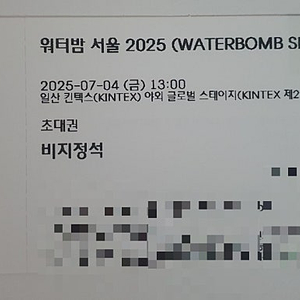 워터밤 서울 2025 (WATERBOMB S
2025-07-04 (금) 13:00
일산 킨텍스(KINTEX) 야외 글로벌 스테이지(KINTEX 제2
초대권
비지정석